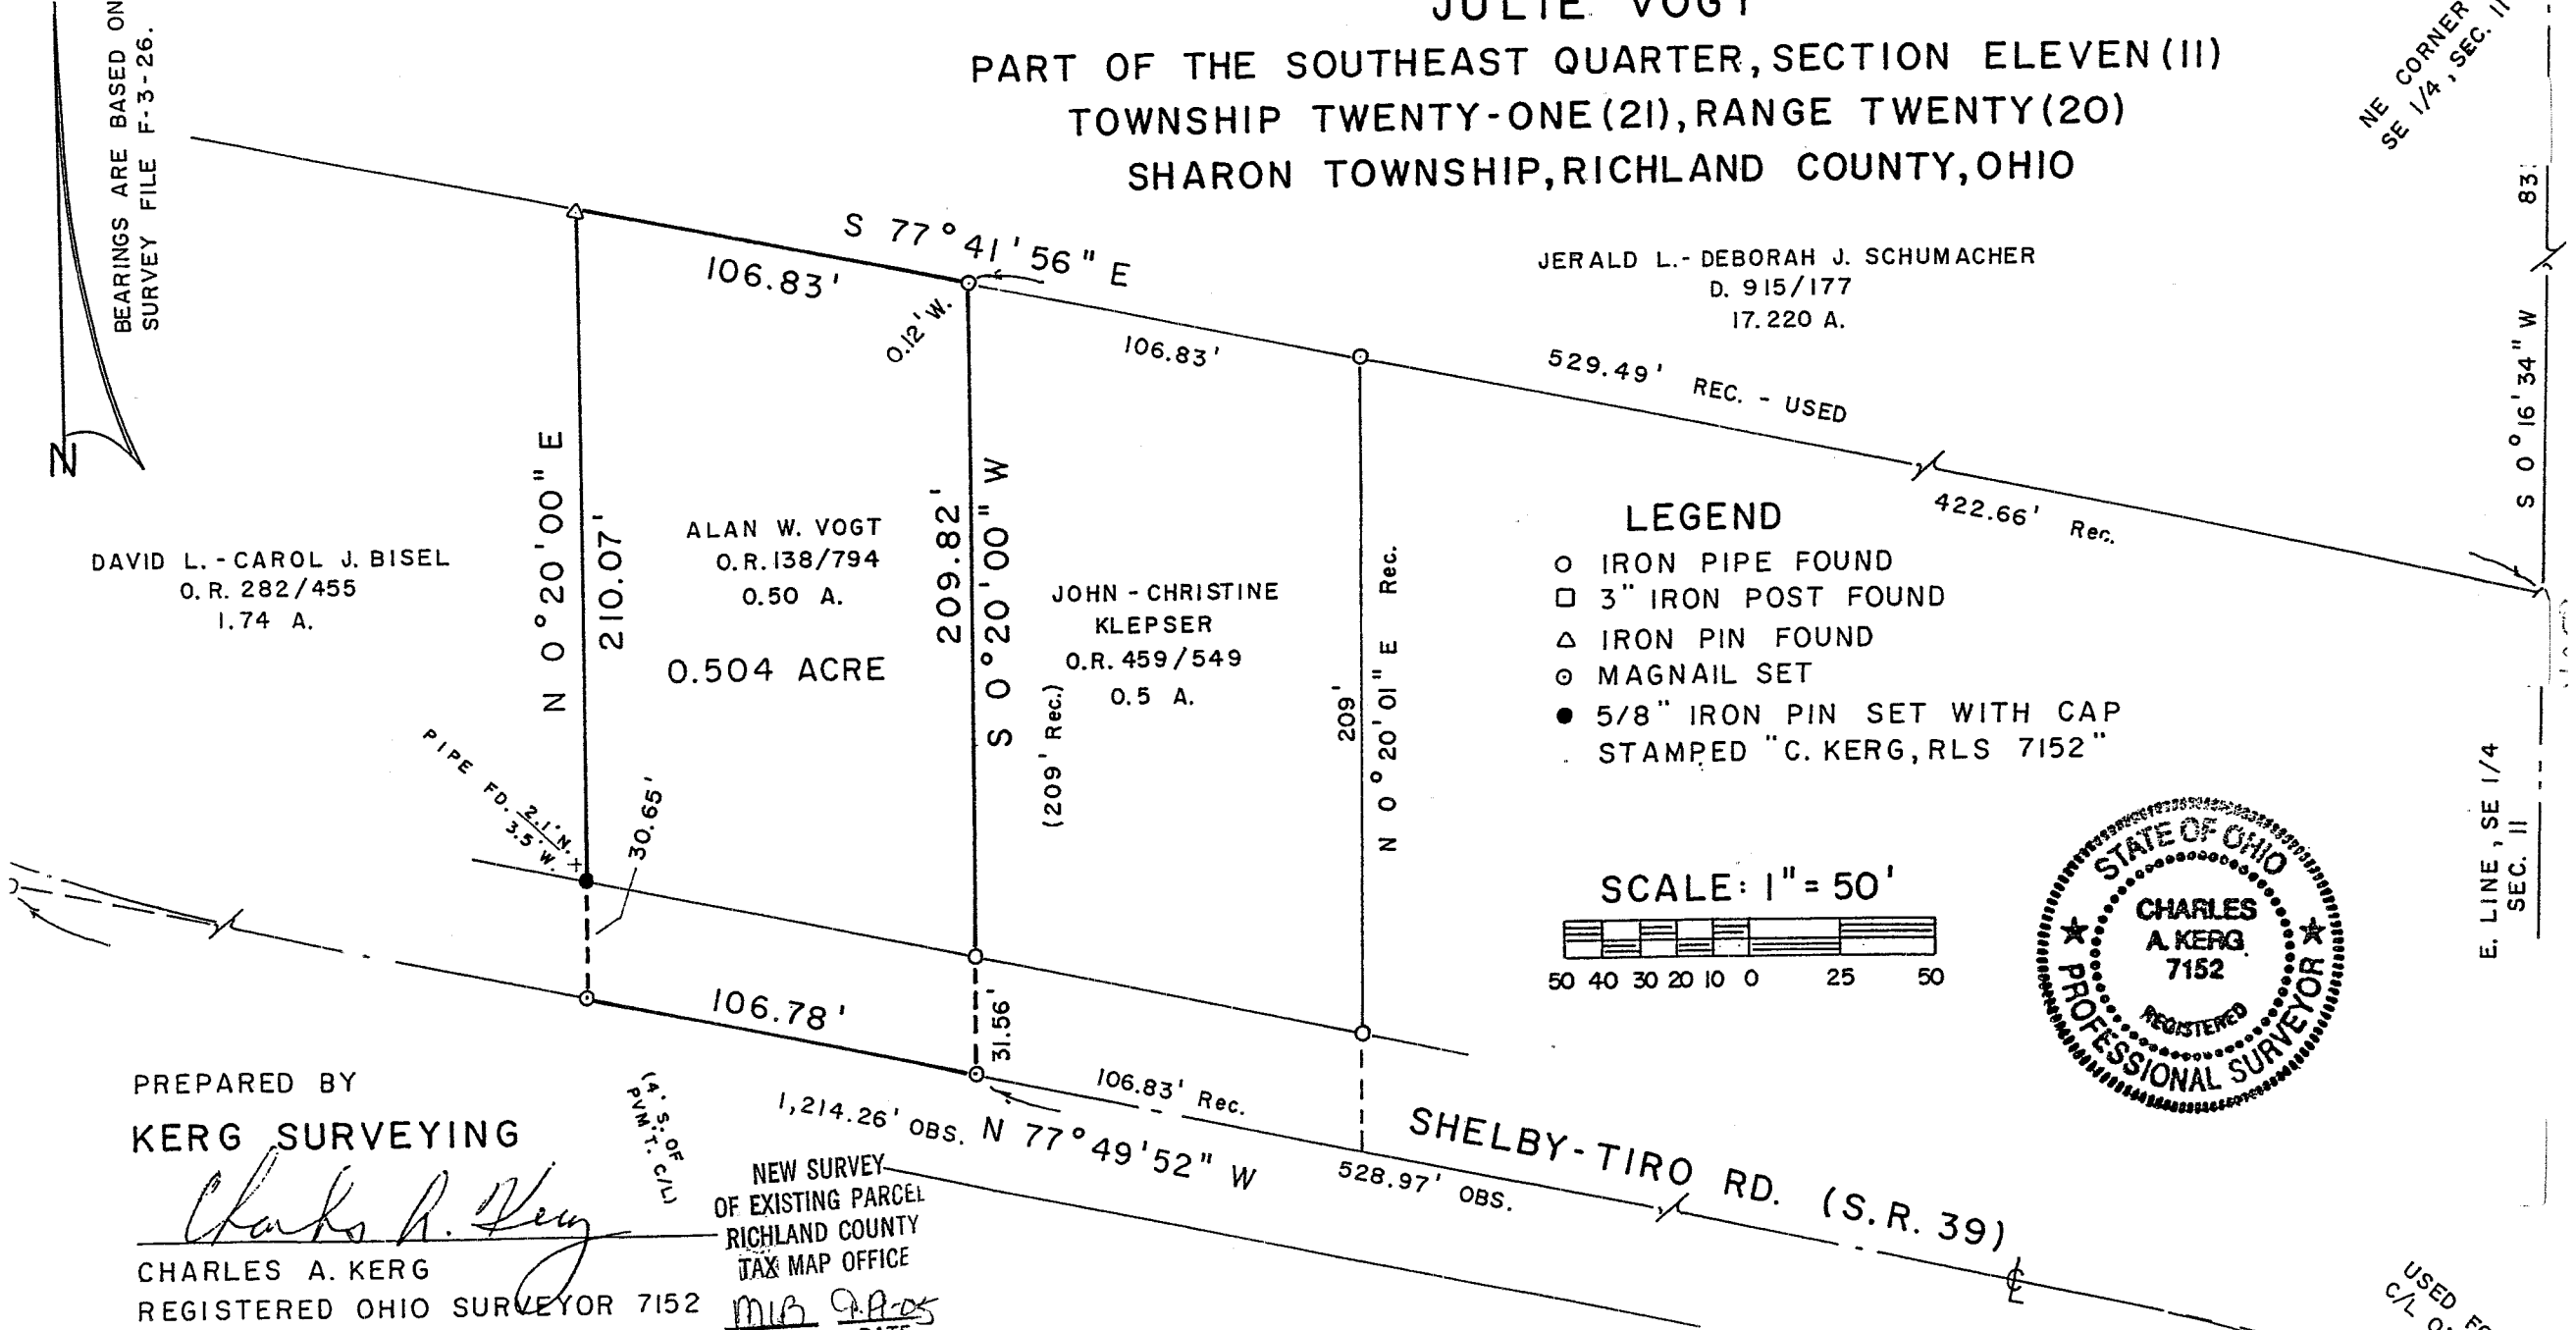 JULIE VOGT
PART OF THE SOUTHEAST QUARTER, SECTION ELEVEN (11)
TOWNSHIP TWENTY-ONE (21), RANGE TWENTY (20)
SHARON TOWNSHIP, RICHLAND COUNTY, OHIO
BEARINGS ARE BASED ON
SURVEY FILE F-3-26.
N
NE CORNER
SE 1/4, SEC. 11
83
S 0°16'34" W
S 77°41'56" E
106.83'
0.12' W.
106.83'
JERALD L.- DEBORAH J. SCHUMACHER
D. 915/177
17.220 A.
529.49' REC. - USED
422.66' Rec.
DAVID L. - CAROL J. BISEL
O.R. 282/455
1.74 A.
N 0°20'00" E
210.07'
ALAN W. VOGT
O.R. 138/794
0.50 A.
0.504 ACRE
209.82'
S 0°20'00" W
(209' Rec.)
JOHN - CHRISTINE
KLEPSER
O.R. 459/549
0.5 A.
209'
N 0°20'01" E Rec.
LEGEND
IRON PIPE FOUND
3" IRON POST FOUND
IRON PIN FOUND
MAGNAIL SET
5/8" IRON PIN SET WITH CAP
STAMPED "C. KERG, RLS 7152"
PIPE FD. 2.1' N.
3.5' W.
30.65'
SCALE: 1" = 50'
50 40 30 20 10 0 25 50
STATE OF OHIO
CHARLES
A. KERG
7152
REGISTERED
PROFESSIONAL SURVEYOR
E. LINE, SE 1/4
SEC. 11
106.78'
31.56'
106.83' Rec.
1,214.26' OBS. N 77°49'52" W
528.97' OBS.
SHELBY-TIRO RD. (S.R. 39)
(4' S. OF
PVM'T. C/L)
PREPARED BY
KERG SURVEYING
Charles A. Kerg
CHARLES A. KERG
REGISTERED OHIO SURVEYOR 7152
NEW SURVEY
OF EXISTING PARCEL
RICHLAND COUNTY
TAX MAP OFFICE
MIB
DATE
USED FO
C/L